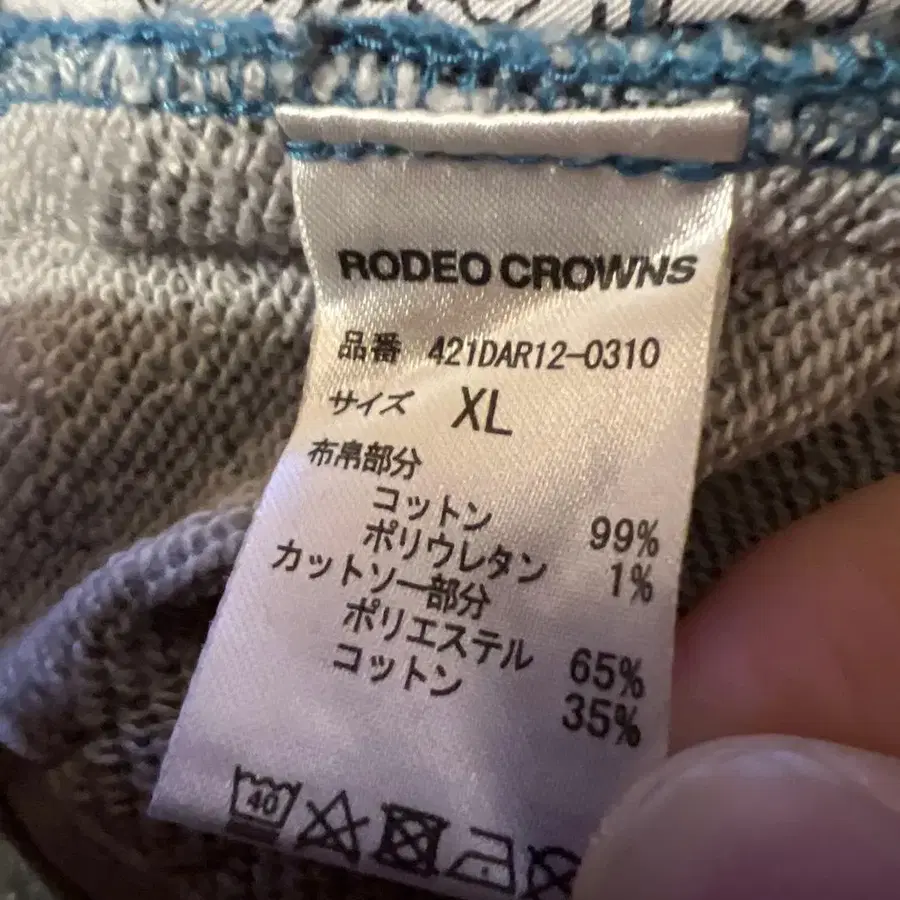 RODEO CROWNS
品番 421DAR12-0310
サイズ XL
布帛部分
コットン 99%
ポリウレタン 1%
カットソー部分
ポリエステル 65%
コットン 35%
40